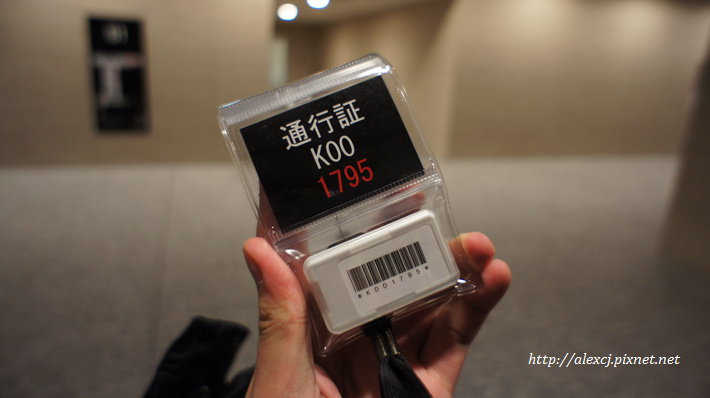 通行証
K00
1795
*K001795*
http://alexcj.pixnet.net